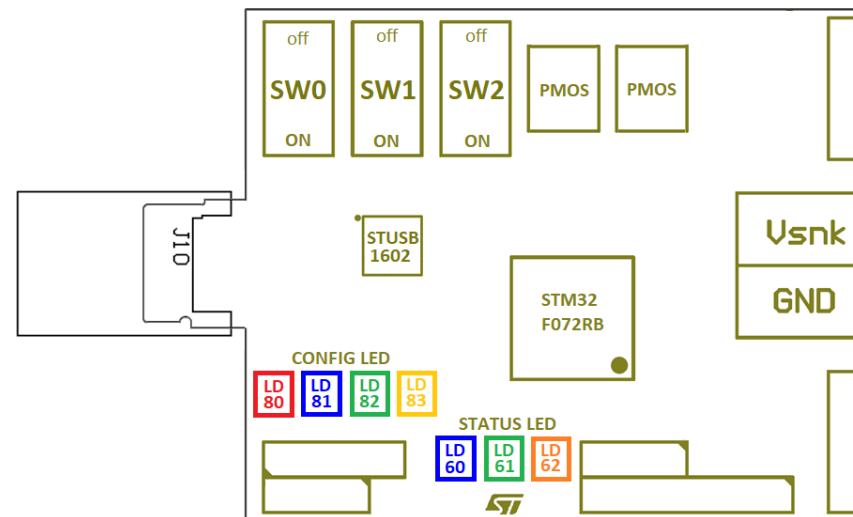 off off off
SW0 SW1 SW2 PMOS PMOS
ON ON ON
J10
STUSB
1602
Vsnk
GND
STM32
F072RB
CONFIG LED
LD
80
LD
81
LD
82
LD
83
STATUS LED
LD
60
LD
61
LD
62
ST